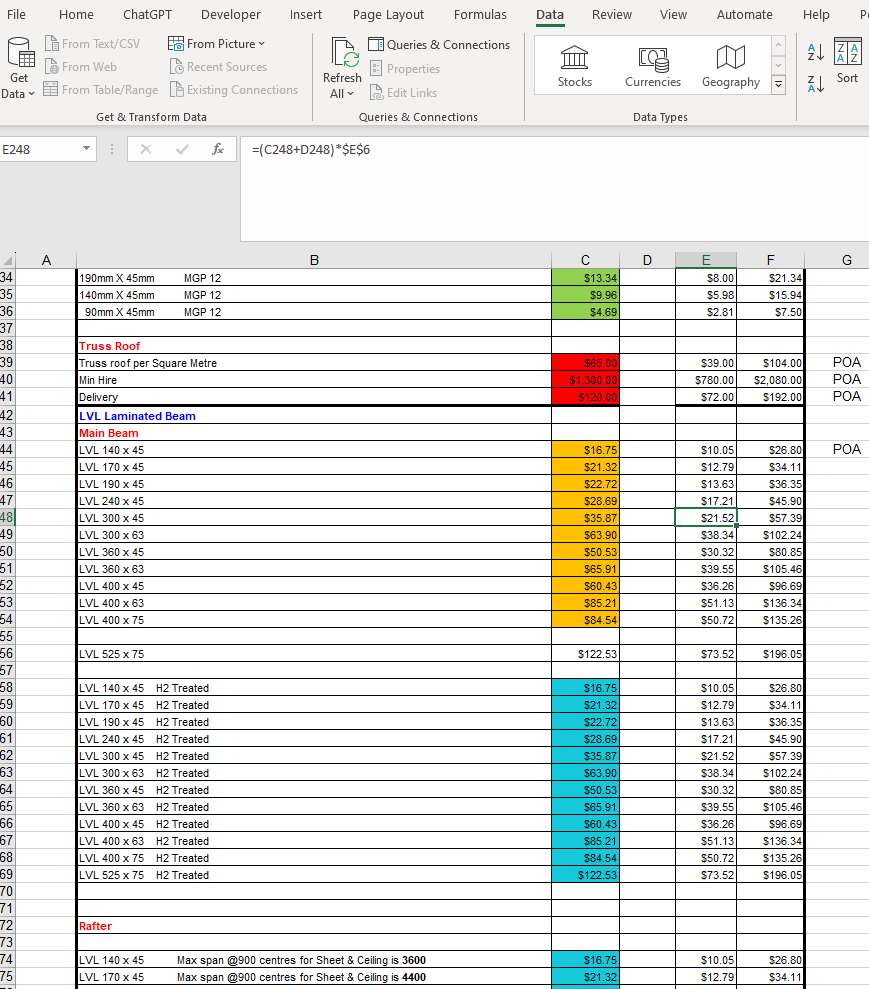 File Home ChatGPT Developer Insert Page Layout Formulas Data Review View Automate Help
Get Data
From Text/CSV
From Web
From Table/Range
From Picture
Recent Sources
Existing Connections
Get & Transform Data
Refresh All
Queries & Connections
Properties
Edit Links
Queries & Connections
Stocks Currencies Geography
Data Types
Sort
E248 fx =(C248+D248)*$E$6
A B C D E F G
34 190mm X 45mm MGP 12 $13.34 $8.00 $21.34
35 140mm X 45mm MGP 12 $9.96 $5.98 $15.94
36 90mm X 45mm MGP 12 $4.69 $2.81 $7.50
37
38 Truss Roof
39 Truss roof per Square Metre $65.00 $39.00 $104.00 POA
40 Min Hire $1,300.00 $780.00 $2,080.00 POA
41 Delivery $120.00 $72.00 $192.00 POA
42 LVL Laminated Beam
43 Main Beam
44 LVL 140 x 45 $16.75 $10.05 $26.80 POA
45 LVL 170 x 45 $21.32 $12.79 $34.11
46 LVL 190 x 45 $22.72 $13.63 $36.35
47 LVL 240 x 45 $28.69 $17.21 $45.90
48 LVL 300 x 45 $35.87 $21.52 $57.39
49 LVL 300 x 63 $63.90 $38.34 $102.24
50 LVL 360 x 45 $50.53 $30.32 $80.85
51 LVL 360 x 63 $65.91 $39.55 $105.46
52 LVL 400 x 45 $60.43 $36.26 $96.69
53 LVL 400 x 63 $85.21 $51.13 $136.34
54 LVL 400 x 75 $84.54 $50.72 $135.26
55
56 LVL 525 x 75 $122.53 $73.52 $196.05
57
58 LVL 140 x 45 H2 Treated $16.75 $10.05 $26.80
59 LVL 170 x 45 H2 Treated $21.32 $12.79 $34.11
60 LVL 190 x 45 H2 Treated $22.72 $13.63 $36.35
61 LVL 240 x 45 H2 Treated $28.69 $17.21 $45.90
62 LVL 300 x 45 H2 Treated $35.87 $21.52 $57.39
63 LVL 300 x 63 H2 Treated $63.90 $38.34 $102.24
64 LVL 360 x 45 H2 Treated $50.53 $30.32 $80.85
65 LVL 360 x 63 H2 Treated $65.91 $39.55 $105.46
66 LVL 400 x 45 H2 Treated $60.43 $36.26 $96.69
67 LVL 400 x 63 H2 Treated $85.21 $51.13 $136.34
68 LVL 400 x 75 H2 Treated $84.54 $50.72 $135.26
69 LVL 525 x 75 H2 Treated $122.53 $73.52 $196.05
70
71
72 Rafter
73
74 LVL 140 x 45 Max span @900 centres for Sheet & Ceiling is 3600 $16.75 $10.05 $26.80
75 LVL 170 x 45 Max span @900 centres for Sheet & Ceiling is 4400 $21.32 $12.79 $34.11